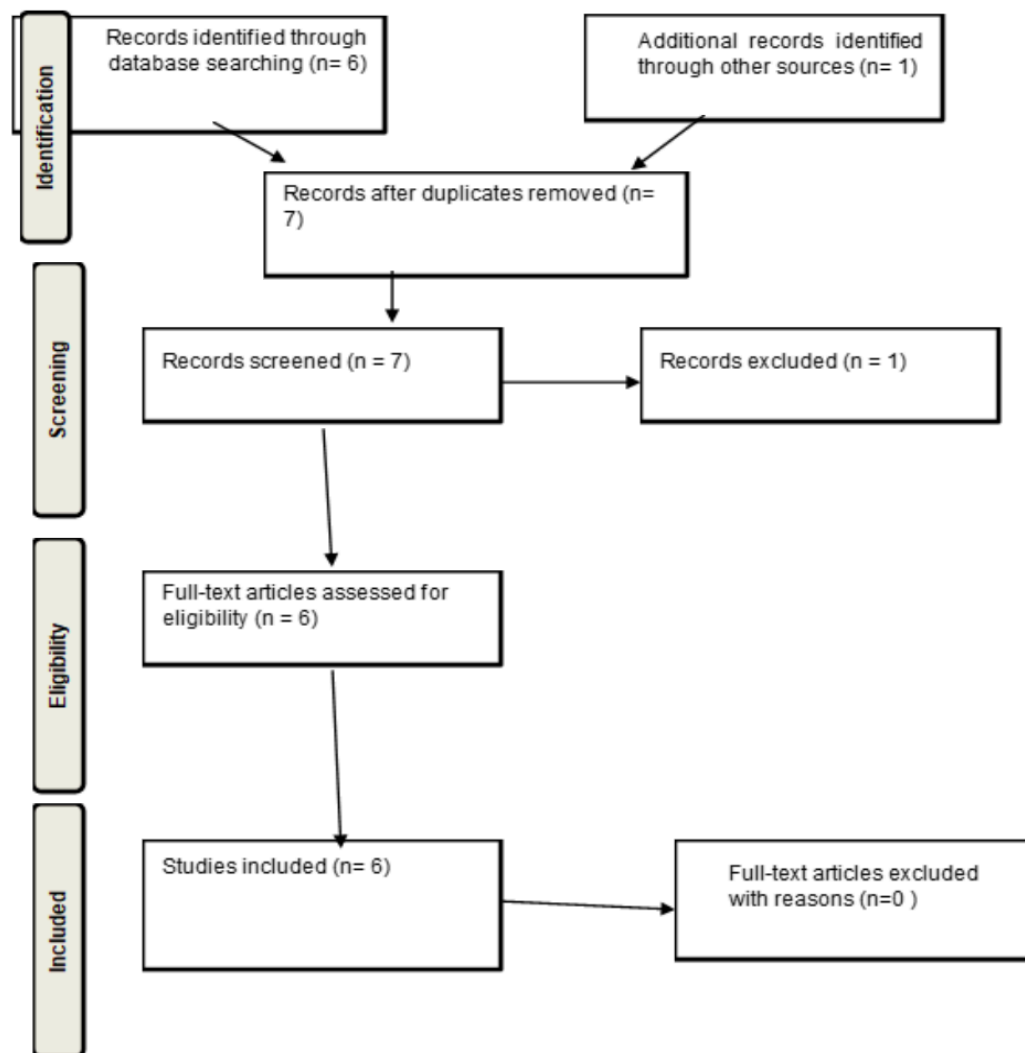 Identification
Records identified through
database searching (n= 6)
Additional records identified
through other sources (n= 1)
Records after duplicates removed (n=
7)
Screening
Records screened (n = 7)
Records excluded (n = 1)
Eligibility
Full-text articles assessed for
eligibility (n = 6)
Included
Studies included (n= 6)
Full-text articles excluded
with reasons (n=0 )